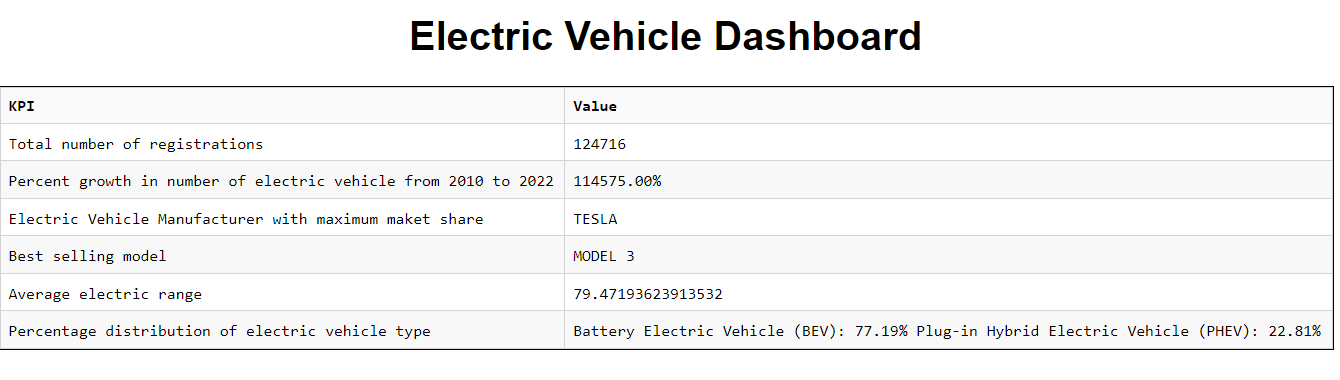 Electric Vehicle Dashboard
KPI Value
Total number of registrations 124716
Percent growth in number of electric vehicle from 2010 to 2022 114575.00%
Electric Vehicle Manufacturer with maximum maket share TESLA
Best selling model MODEL 3
Average electric range 79.47193623913532
Percentage distribution of electric vehicle type Battery Electric Vehicle (BEV): 77.19% Plug-in Hybrid Electric Vehicle (PHEV): 22.81%